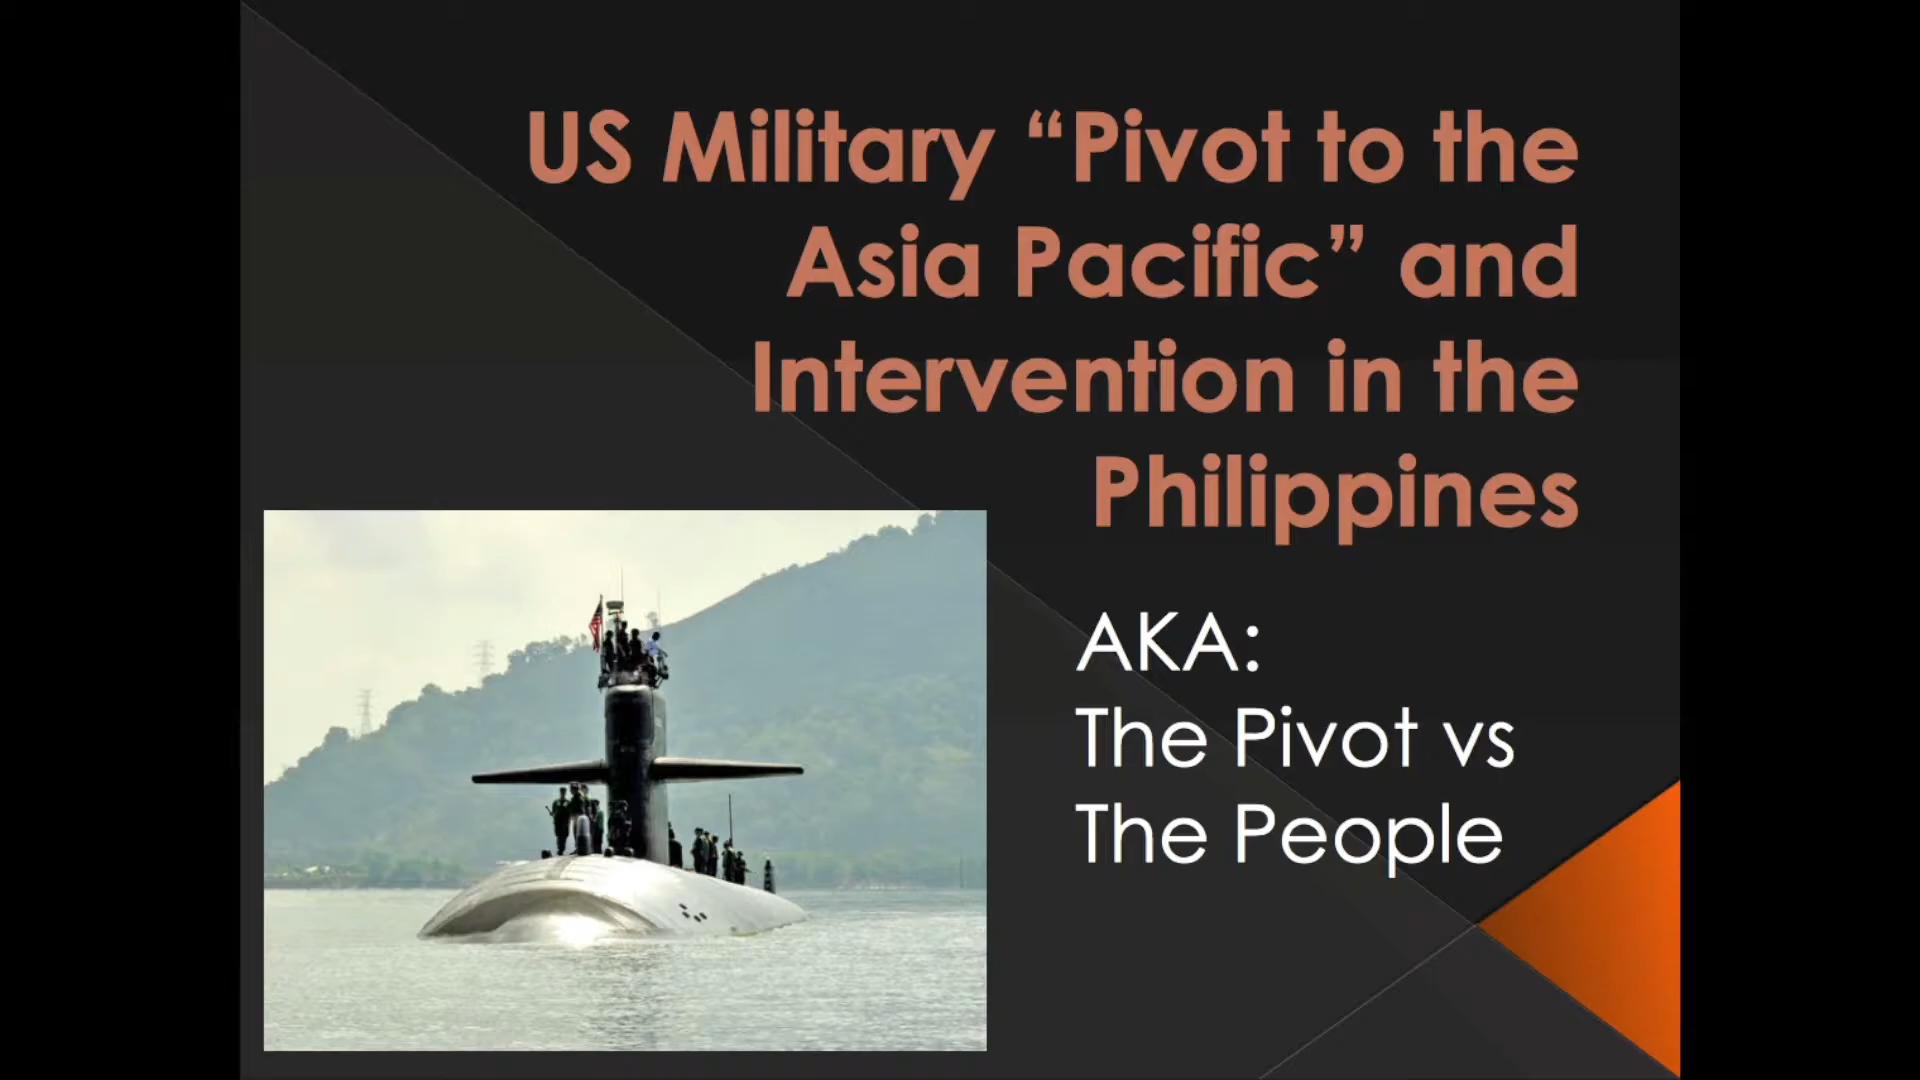 US Military “Pivot to the
Asia Pacific” and
Intervention in the
Philippines
AKA:
The Pivot vs
The People